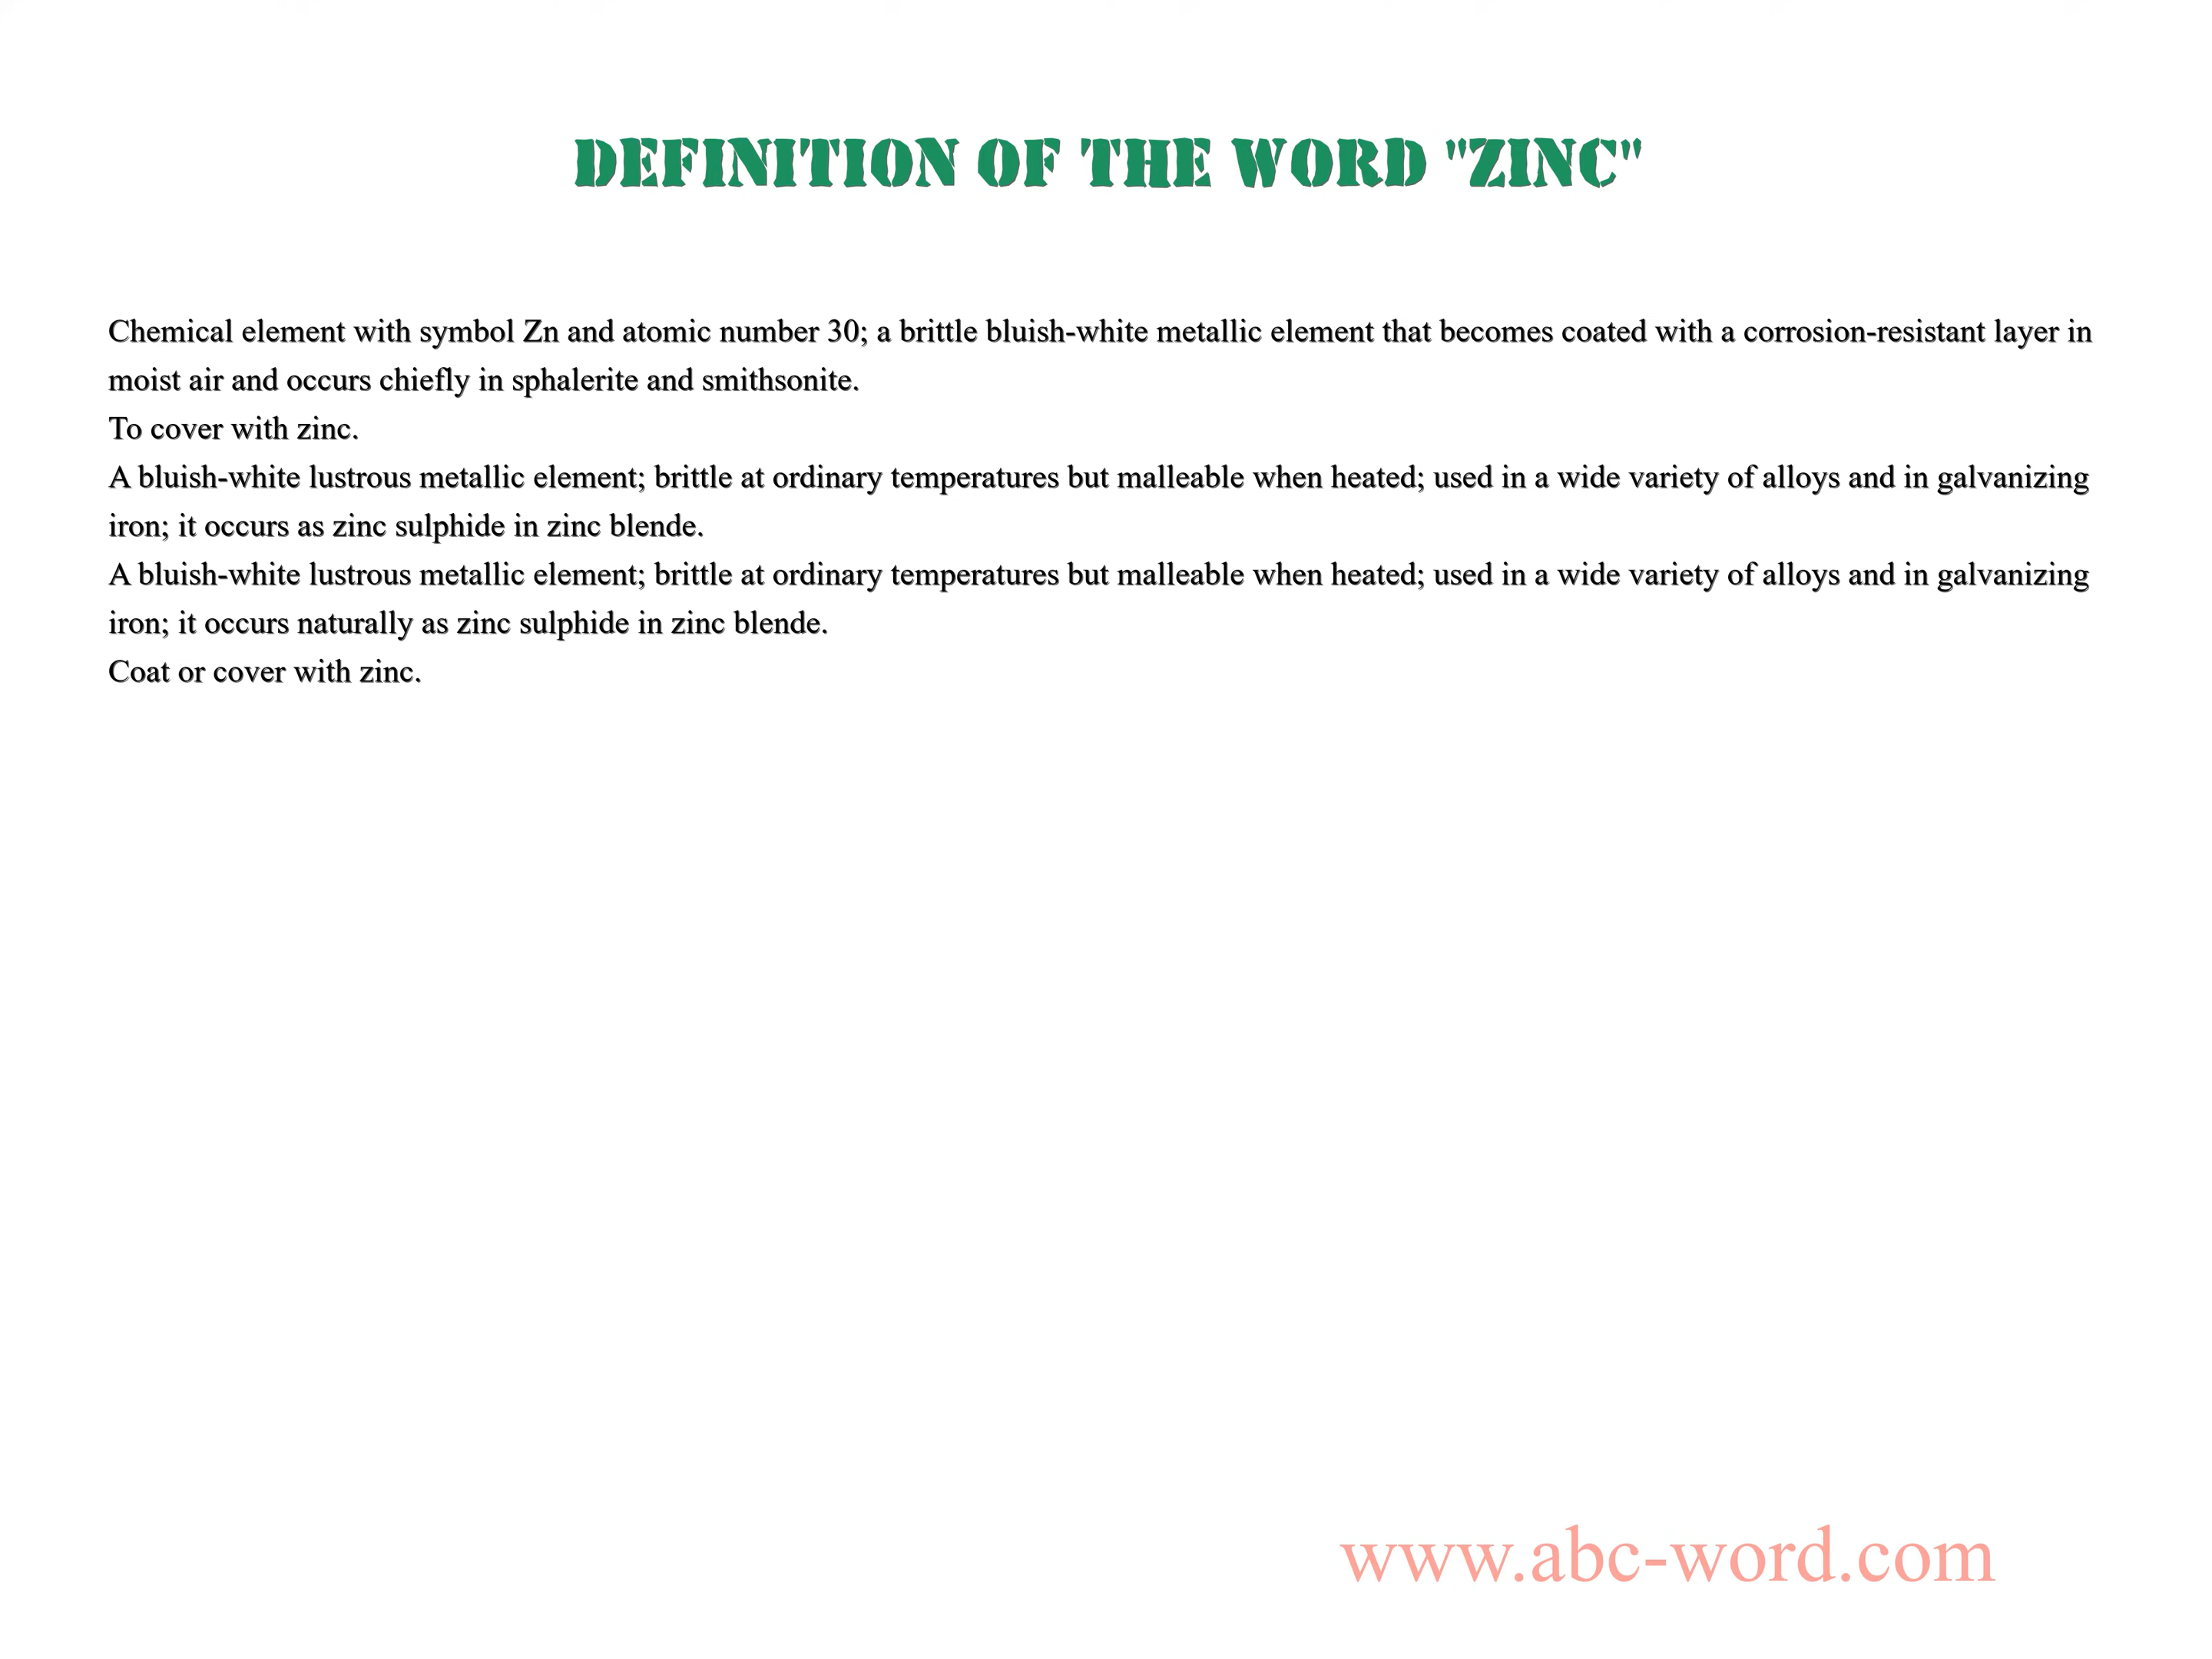 DEFINITION OF THE WORD "ZINC"
Chemical element with symbol Zn and atomic number 30; a brittle bluish-white metallic element that becomes coated with a corrosion-resistant layer in
moist air and occurs chiefly in sphalerite and smithsonite.
To cover with zinc.
A bluish-white lustrous metallic element; brittle at ordinary temperatures but malleable when heated; used in a wide variety of alloys and in galvanizing
iron; it occurs as zinc sulphide in zinc blende.
A bluish-white lustrous metallic element; brittle at ordinary temperatures but malleable when heated; used in a wide variety of alloys and in galvanizing
iron; it occurs naturally as zinc sulphide in zinc blende.
Coat or cover with zinc.
www.abc-word.com